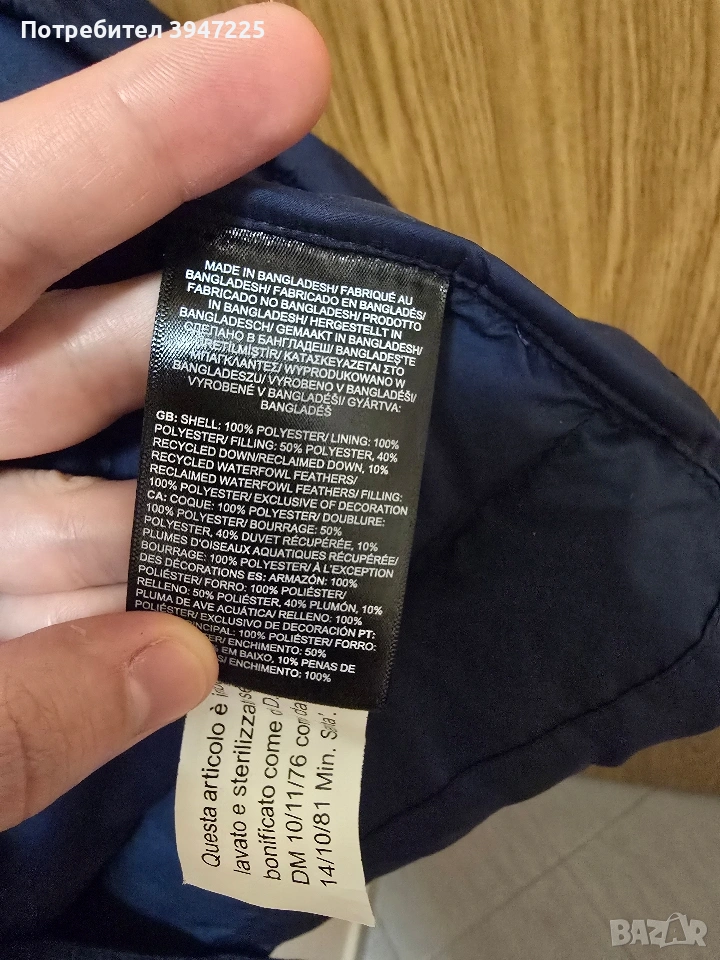 Потребител 3947225
MADE IN BANGLADESH/ FABRIQUÉ AU
BANGLADESH/ FABRICADO EN BANGLADÉS/
FABRICADO NO BANGLADESH/ PRODOTTO
IN BANGLADESH/ HERGESTELLT IN
BANGLADESCH/ GEMAAKT IN BANGLADESH/
СДЕЛАНО В БАНГЛАДЕШ/ BANGLADEŞ'TE
ÜRETİLMİŞTİR/ ΚΑΤΑΣΚΕΥΑΖΕΤΑΙ ΣΤΟ
ΜΠΑΓΚΛΑΝΤΕΣ/ WYPRODUKOWANO W
BANGLADESZU/ VYROBENO V BANGLADÉŠI/
VYROBENÉ V BANGLADÉŠI/ GYÁRTVA:
BANGLADÉŠ
GB: SHELL: 100% POLYESTER/ LINING: 100%
POLYESTER/ FILLING: 50% POLYESTER, 40%
RECYCLED DOWN/RECLAIMED DOWN, 10%
RECYCLED WATERFOWL FEATHERS/
RECLAIMED WATERFOWL FEATHERS/ FILLING:
100% POLYESTER/ EXCLUSIVE OF DECORATION
CA: COQUE: 100% POLYESTER/ DOUBLURE:
100% POLYESTER/ BOURRAGE: 50%
POLYESTER, 40% DUVET RÉCUPÉRÉE, 10%
PLUMES D'OISEAUX AQUATIQUES RÉCUPÉRÉE/
BOURRAGE: 100% POLYESTER/ À L'EXCEPTION
DES DÉCORATIONS ES: ARMAZÓN: 100%
POLIÉSTER/ FORRO: 100% POLIÉSTER/
RELLENO: 50% POLIÉSTER, 40% PLUMÓN, 10%
PLUMA DE AVE ACUÁTICA/ RELLENO: 100%
POLIÉSTER/ EXCLUSIVO DE DECORACIÓN PT:
100% POLIÉSTER/ FORRO:
ENCHIMENTO: 50%
EM BAIXO, 10% PENAS DE
ENCHIMENTO: 100%
Questa articolo è
lavato e sterilizza
bonificato come
DM 10/11/76 con
14/10/81 Min.
BAZAR